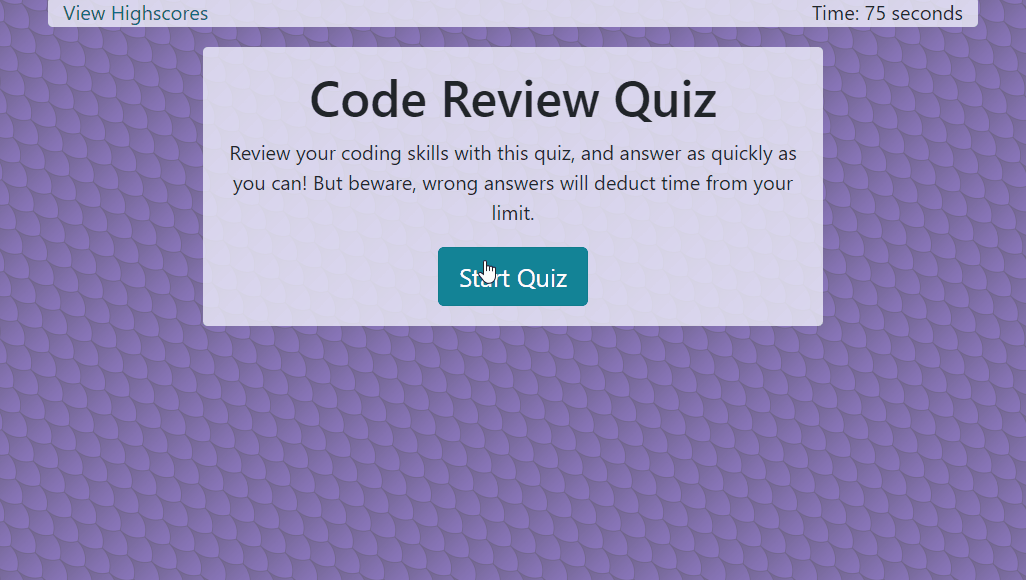 View Highscores
Time: 75 seconds
Code Review Quiz
Review your coding skills with this quiz, and answer as quickly as
you can! But beware, wrong answers will deduct time from your
limit.
Start Quiz